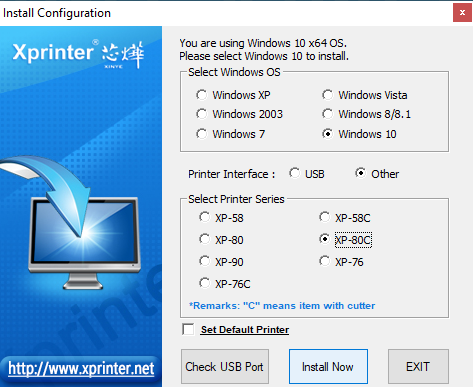 Install Configuration
x
Xprinter® 芯烨
XINYE
You are using Windows 10 x64 OS.
Please select Windows 10 to install.
Select Windows OS
Windows XP
Windows Vista
Windows 2003
Windows 8/8.1
Windows 7
Windows 10
Printer Interface :
USB
Other
Select Printer Series
XP-58
XP-58C
XP-80
XP-80C
XP-90
XP-76
XP-76C
*Remarks: "C" means item with cutter
Set Default Printer
Xprinter
http://www.xprinter.net
Check USB Port
Install Now
EXIT